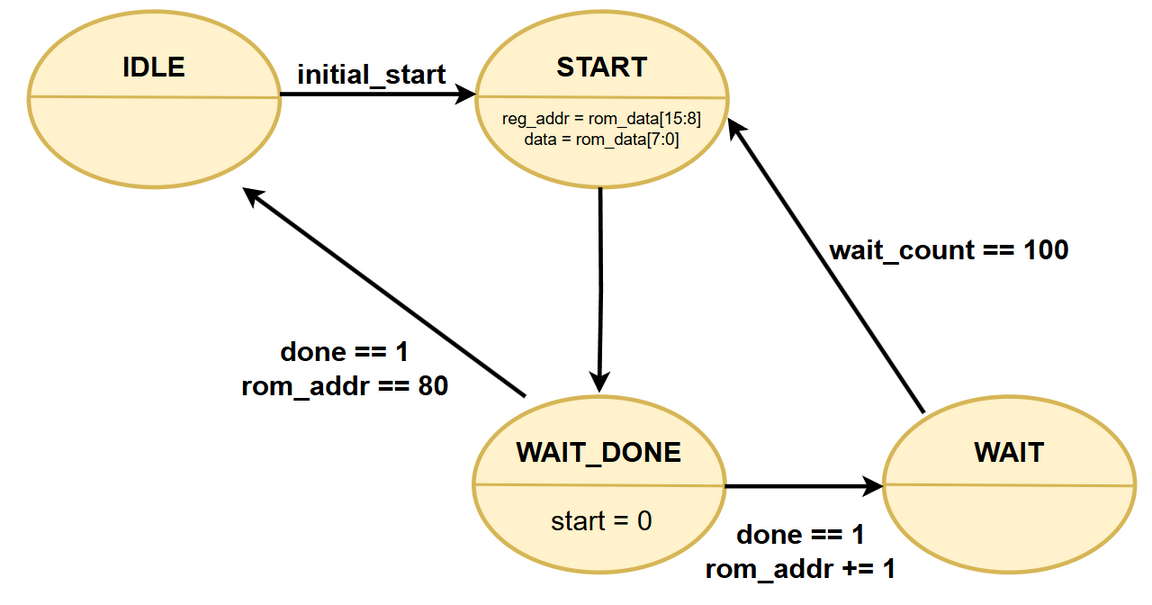 IDLE
initial_start
START
reg_addr = rom_data[15:8]
data = rom_data[7:0]
wait_count == 100
done == 1
rom_addr == 80
WAIT_DONE
start = 0
WAIT
done == 1
rom_addr += 1